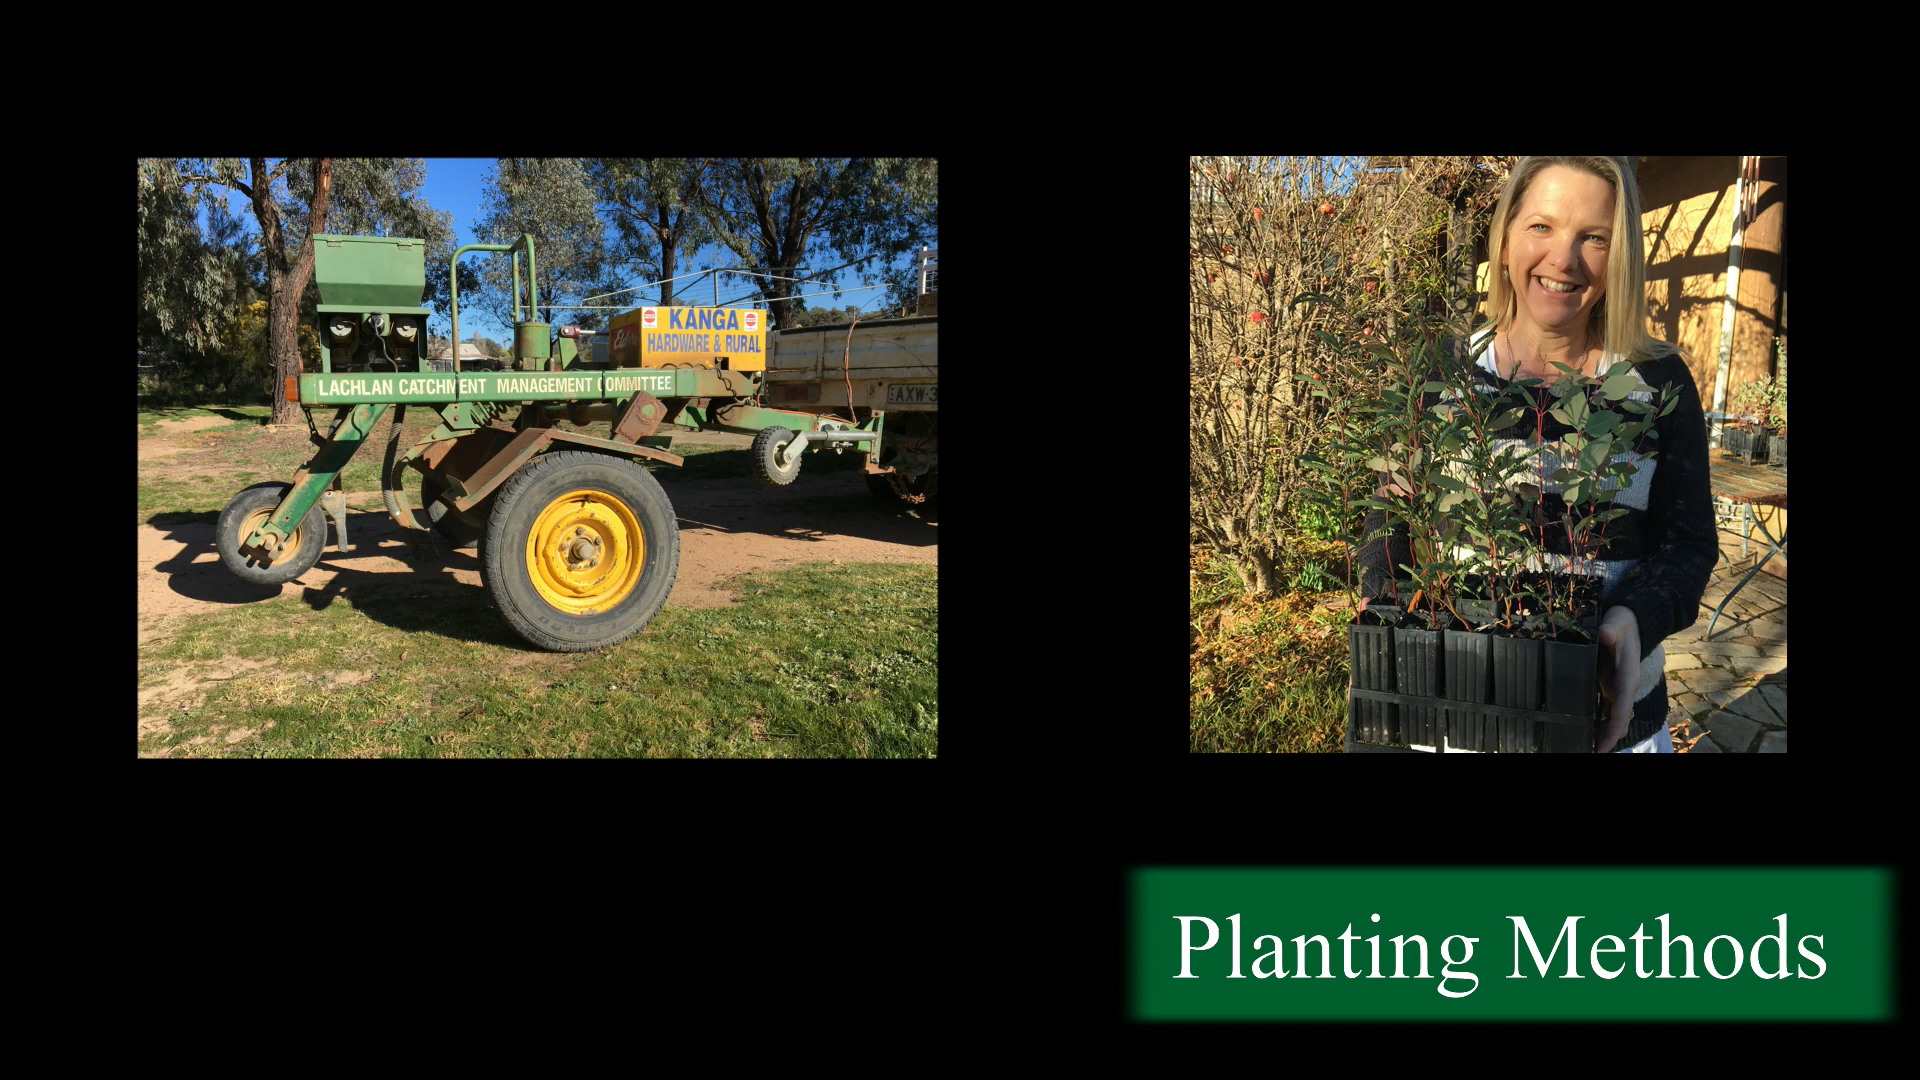 KANGA
HARDWARE & RURAL
LACHLAN CATCHMENT MANAGEMENT COMMITTEE
Planting Methods